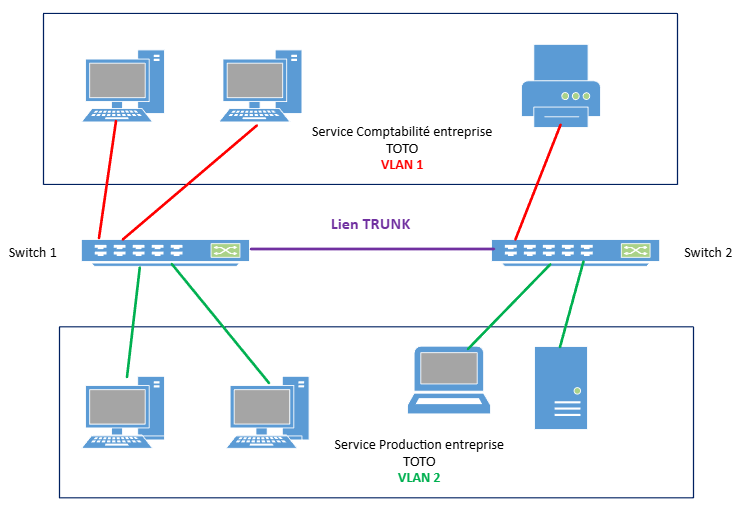 Service Comptabilité entreprise
TOTO
VLAN 1
Lien TRUNK
Switch 1
Switch 2
Service Production entreprise
TOTO
VLAN 2